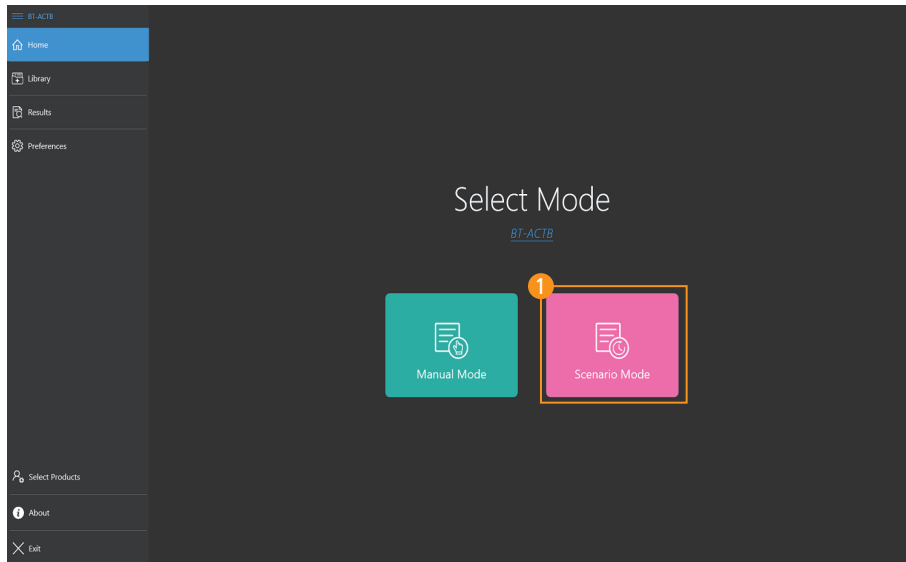 BT-ACTB
Home
Library
Results
Preferences
Select Mode
BT-ACTB
1
Manual Mode
Scenario Mode
Select Products
About
Exit